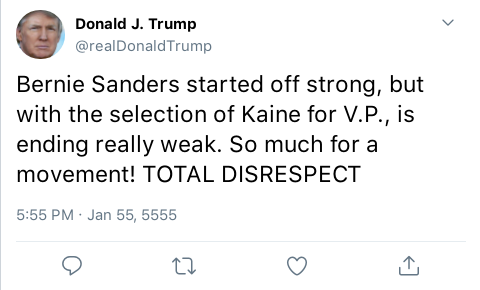 Donald J. Trump
@realDonaldTrump
Bernie Sanders started off strong, but
with the selection of Kaine for V.P., is
ending really weak. So much for a
movement! TOTAL DISRESPECT
5:55 PM · Jan 55, 5555